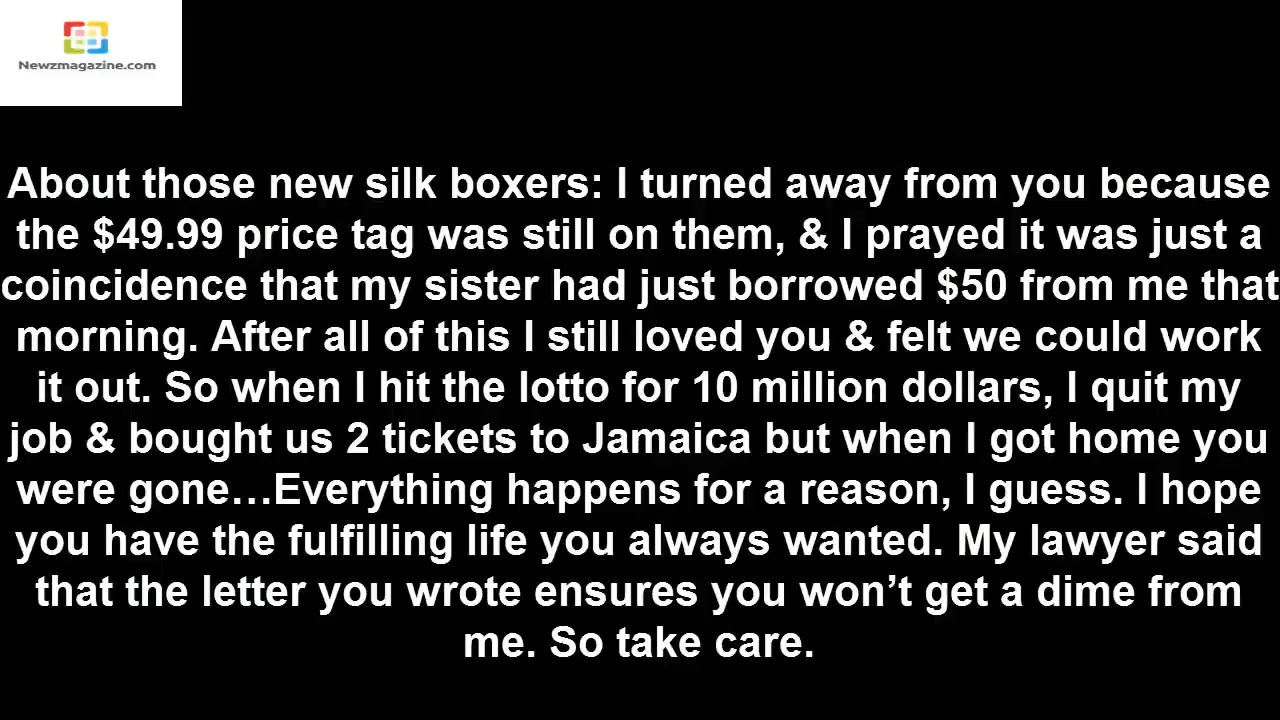 Newzmagazine.com
About those new silk boxers: I turned away from you because
the $49.99 price tag was still on them, & I prayed it was just a
coincidence that my sister had just borrowed $50 from me that
morning. After all of this I still loved you & felt we could work
it out. So when I hit the lotto for 10 million dollars, I quit my
job & bought us 2 tickets to Jamaica but when I got home you
were gone…Everything happens for a reason, I guess. I hope
you have the fulfilling life you always wanted. My lawyer said
that the letter you wrote ensures you won’t get a dime from
me. So take care.